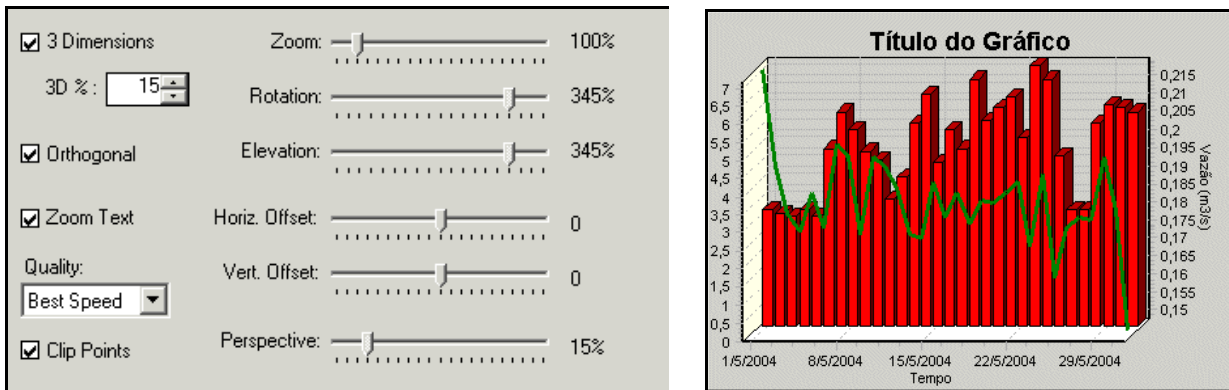 3 Dimensions
Zoom: 100%
3D %: 15
Rotation: 345%
Orthogonal
Elevation: 345%
Zoom Text
Horiz. Offset: 0
Quality:
Vert. Offset: 0
Best Speed
Clip Points
Perspective: 15%
Título do Gráfico
7
6,5
6
5,5
5
4,5
4
3,5
3
2,5
2
1,5
1
0,5
0
0,215
0,21
0,205
0,2
0,195
0,19
0,185
0,18
0,175
0,17
0,165
0,16
0,155
0,15
Vazão (m3/s)
1/5/2004 8/5/2004 15/5/2004 22/5/2004 29/5/2004
Tempo